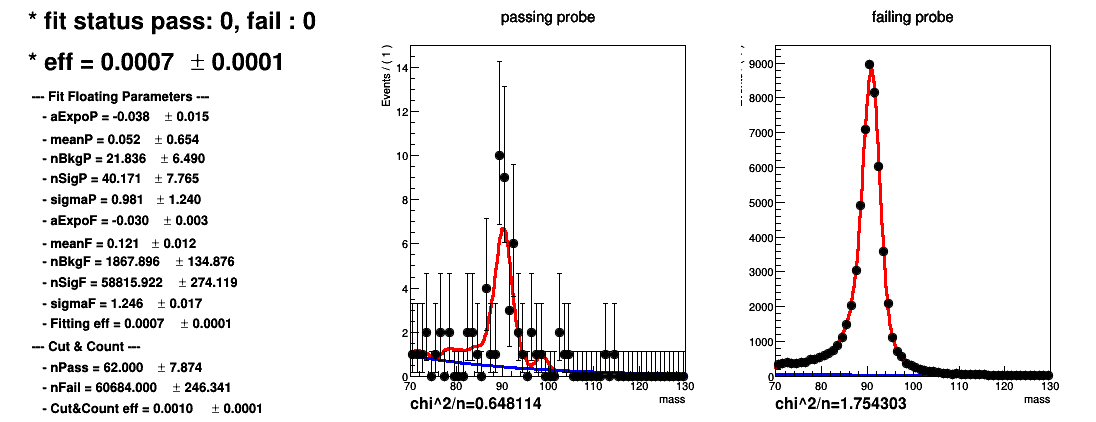 * fit status pass: 0, fail : 0
* eff = 0.0007 ± 0.0001
--- Fit Floating Parameters ---
- aExpoP = -0.038 ± 0.015
- meanP = 0.052 ± 0.654
- nBkgP = 21.836 ± 6.490
- nSigP = 40.171 ± 7.765
- sigmaP = 0.981 ± 1.240
- aExpoF = -0.030 ± 0.003
- meanF = 0.121 ± 0.012
- nBkgF = 1867.896 ± 134.876
- nSigF = 58815.922 ± 274.119
- sigmaF = 1.246 ± 0.017
- Fitting eff = 0.0007 ± 0.0001
--- Cut & Count ---
- nPass = 62.000 ± 7.874
- nFail = 60684.000 ± 246.341
- Cut&Count eff = 0.0010 ± 0.0001
passing probe
Events / ( 1 )
14
12
10
8
6
4
2
0
70 80 90 100 110 120 130
mass
chi^2/n=0.648114
failing probe
9000
8000
7000
6000
5000
4000
3000
2000
1000
0
70 80 90 100 110 120 130
mass
chi^2/n=1.754303